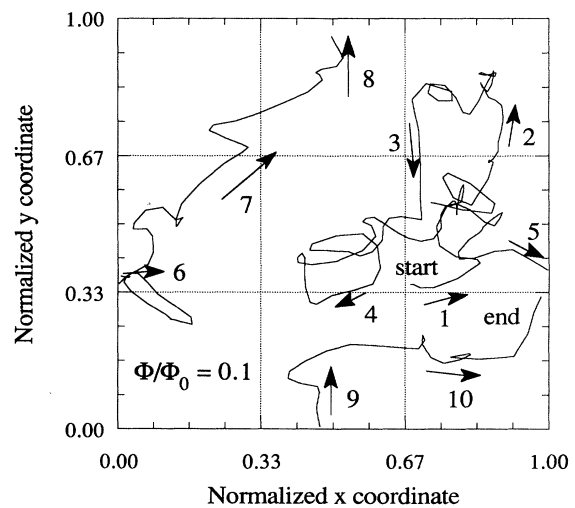 1.00
8
3
2
0.67
7
5
6
start
0.33
4
1
end
Φ/Φ₀ = 0.1
9
10
0.00
0.00 0.33 0.67 1.00
Normalized x coordinate
Normalized y coordinate